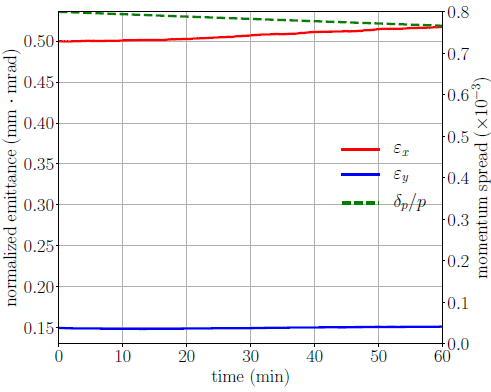 normalized emittance (mm · mrad)
0.50
0.45
0.40
0.35
0.30
0.25
0.20
0.15
0.8
0.7
0.6
0.5
0.4
0.3
0.2
0.1
0.0
momentum spread (×10⁻³)
εₓ
ε_y
δₚ/p
0 10 20 30 40 50 60
time (min)